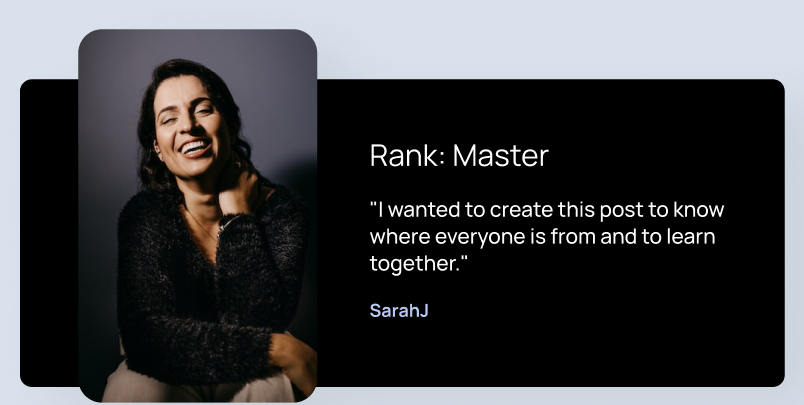 Rank: Master
"I wanted to create this post to know
where everyone is from and to learn
together."
SarahJ